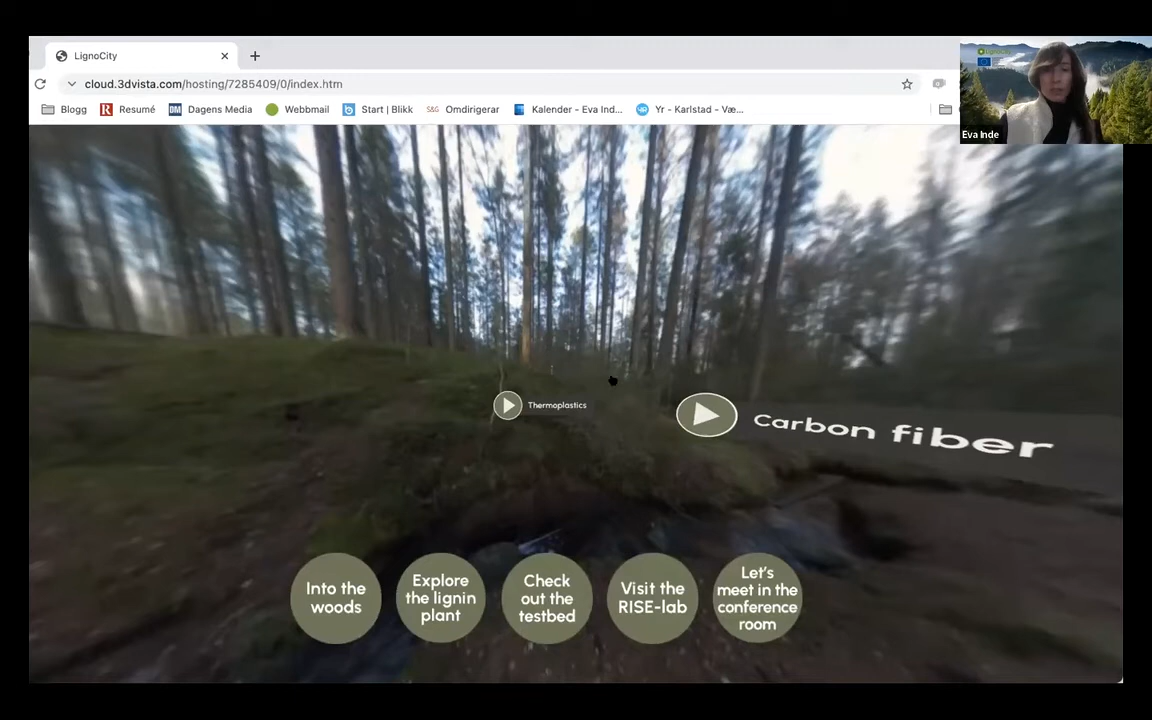 LignoCity
cloud.3dvista.com/hosting/7285409/0/index.htm
Blogg
Resumé
Dagens Media
Webbmail
Start | Blikk
Omdirigerar
Kalender - Eva Ind...
Yr - Karlstad - Væ...
Eva Inde
Thermoplastics
Carbon fiber
Into the
woods
Explore
the lignin
plant
Check
out the
testbed
Visit the
RISE-lab
Let's
meet in the
conference
room